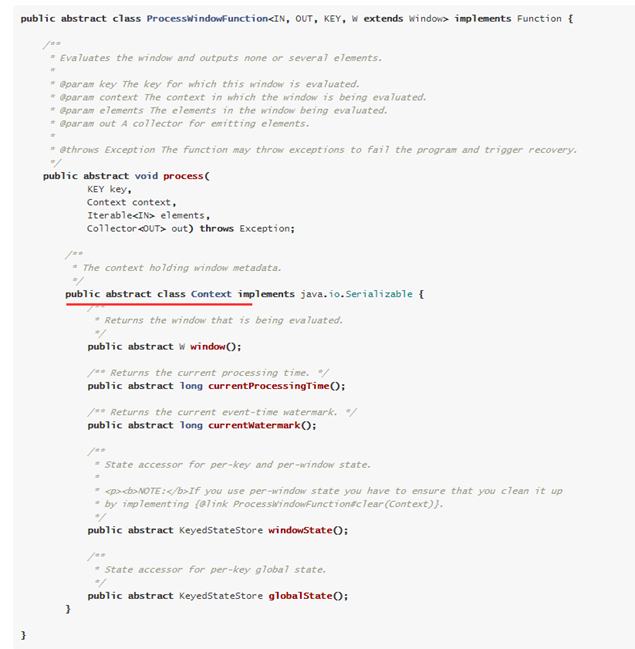 public abstract class ProcessWindowFunction<IN, OUT, KEY, W extends Window> implements Function {
/**
* Evaluates the window and outputs none or several elements.
*
* @param key The key for which this window is evaluated.
* @param context The context in which the window is being evaluated.
* @param elements The elements in the window being evaluated.
* @param out A collector for emitting elements.
*
* @throws Exception The function may throw exceptions to fail the program and trigger recovery.
*/
public abstract void process(
KEY key,
Context context,
Iterable<IN> elements,
Collector<OUT> out) throws Exception;
/**
* The context holding window metadata.
*/
public abstract class Context implements java.io.Serializable {
/**
* Returns the window that is being evaluated.
*/
public abstract W window();
/** Returns the current processing time. */
public abstract long currentProcessingTime();
/** Returns the current event-time watermark. */
public abstract long currentWatermark();
/**
* State accessor for per-key and per-window state.
*
* <p><b>NOTE:</b>If you use per-window state you have to ensure that you clean it up
* by implementing {@link ProcessWindowFunction#clear(Context)}.
*/
public abstract KeyedStateStore windowState();
/**
* State accessor for per-key global state.
*/
public abstract KeyedStateStore globalState();
}
}